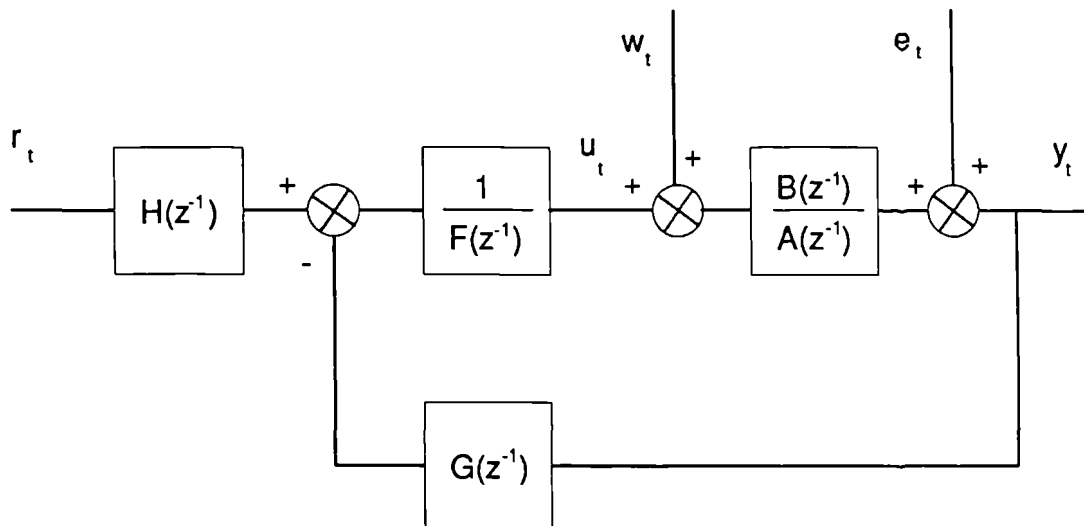 w_t
e_t
r_t
u_t
y_t
H(z⁻¹)
+
-
1
F(z⁻¹)
+
+
B(z⁻¹)
A(z⁻¹)
+
+
G(z⁻¹)